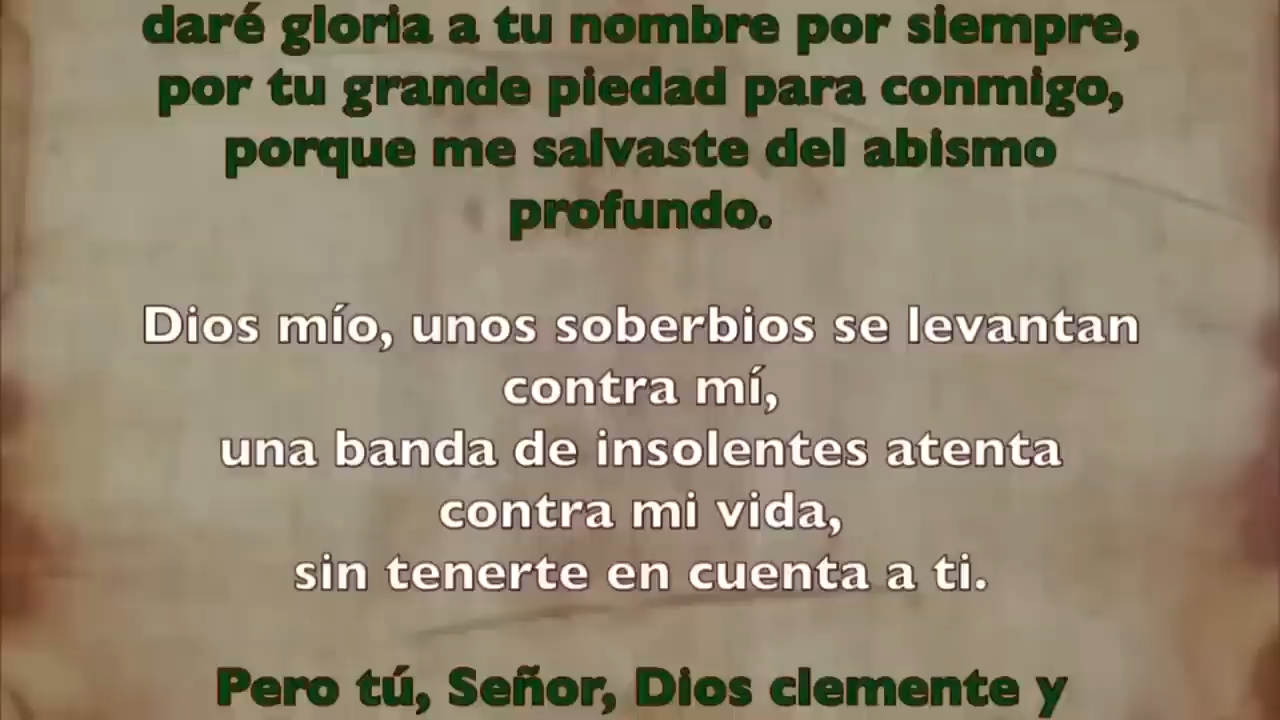 daré gloria a tu nombre por siempre,
por tu grande piedad para conmigo,
porque me salvaste del abismo
profundo.
Dios mío, unos soberbios se levantan
contra mí,
una banda de insolentes atenta
contra mi vida,
sin tenerte en cuenta a ti.
Pero tú, Señor, Dios clemente y